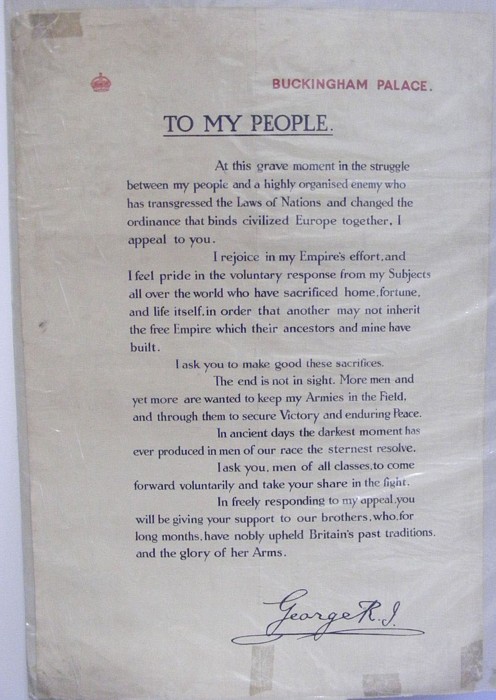 BUCKINGHAM PALACE.
TO MY PEOPLE.
At this grave moment in the struggle
between my people and a highly organised enemy who
has transgressed the Laws of Nations and changed the
ordinance that binds civilized Europe together, I
appeal to you.
I rejoice in my Empire's effort, and
I feel pride in the voluntary response from my Subjects
all over the world who have sacrificed home, fortune,
and life itself, in order that another may not inherit
the free Empire which their ancestors and mine have
built.
I ask you to make good these sacrifices.
The end is not in sight. More men and
yet more are wanted to keep my Armies in the Field,
and through them to secure Victory and enduring Peace.
In ancient days the darkest moment has
ever produced in men of our race the sternest resolve.
I ask you, men of all classes, to come
forward voluntarily and take your share in the fight.
In freely responding to my appeal, you
will be giving your support to our brothers, who, for
long months, have nobly upheld Britain's past traditions,
and the glory of her Arms.
George R.I.